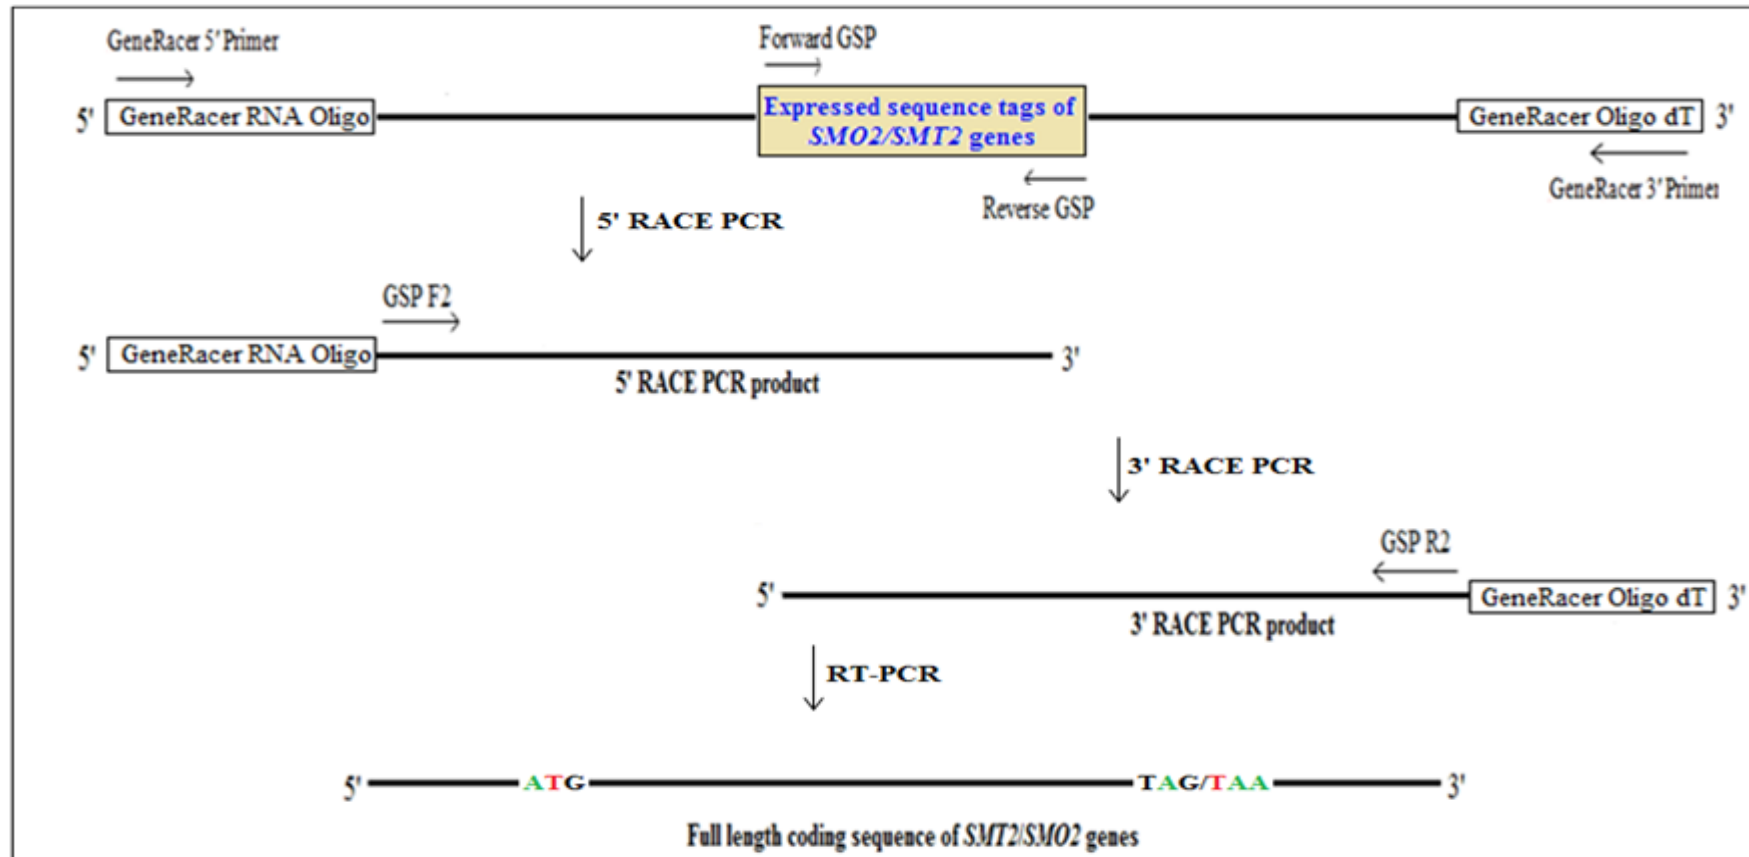 GeneRacer 5' Primer
Forward GSP
5' GeneRacer RNA Oligo
Expressed sequence tags of
SMO2/SMT2 genes
GeneRacer Oligo dT 3'
Reverse GSP
GeneRacer 3' Primer
5' RACE PCR
GSP F2
5' GeneRacer RNA Oligo 3'
5' RACE PCR product
3' RACE PCR
GSP R2
5' GeneRacer Oligo dT 3'
3' RACE PCR product
RT-PCR
5' ATG TAG/TAA 3'
Full length coding sequence of SMT2/SMO2 genes